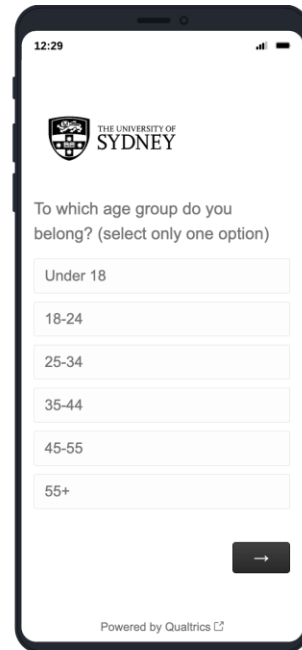 12:29
THE UNIVERSITY OF
SYDNEY
To which age group do you
belong? (select only one option)
Under 18
18-24
25-34
35-44
45-55
55+
→
Powered by Qualtrics